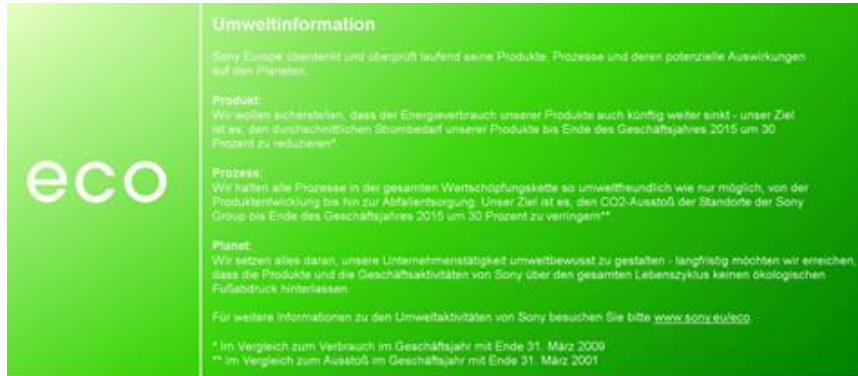 eco
Umweltinformation
Sony Europe überdenkt und überprüft laufend seine Produkte, Prozesse und deren potenzielle Auswirkungen
auf den Planeten.
Produkt:
Wir wollen sicherstellen, dass der Energieverbrauch unserer Produkte auch künftig weiter sinkt - unser Ziel
ist es, den durchschnittlichen Strombedarf unserer Produkte bis Ende des Geschäftsjahres 2015 um 30
Prozent zu reduzieren*.
Prozess:
Wir halten alle Prozesse in der gesamten Wertschöpfungskette so umweltfreundlich wie nur möglich, von der
Produktentwicklung bis hin zur Abfallentsorgung. Unser Ziel ist es, den CO2-Ausstoß der Standorte der Sony
Group bis Ende des Geschäftsjahres 2015 um 30 Prozent zu verringern**.
Planet:
Wir setzen alles daran, unsere Unternehmenstätigkeit umweltbewusst zu gestalten - langfristig möchten wir erreichen,
dass die Produkte und die Geschäftsaktivitäten von Sony über den gesamten Lebenszyklus keinen ökologischen
Fußabdruck hinterlassen.
Für weitere Informationen zu den Umweltaktivitäten von Sony besuchen Sie bitte www.sony.eu/eco.
* Im Vergleich zum Verbrauch im Geschäftsjahr mit Ende 31. März 2009
** Im Vergleich zum Ausstoß im Geschäftsjahr mit Ende 31. März 2001